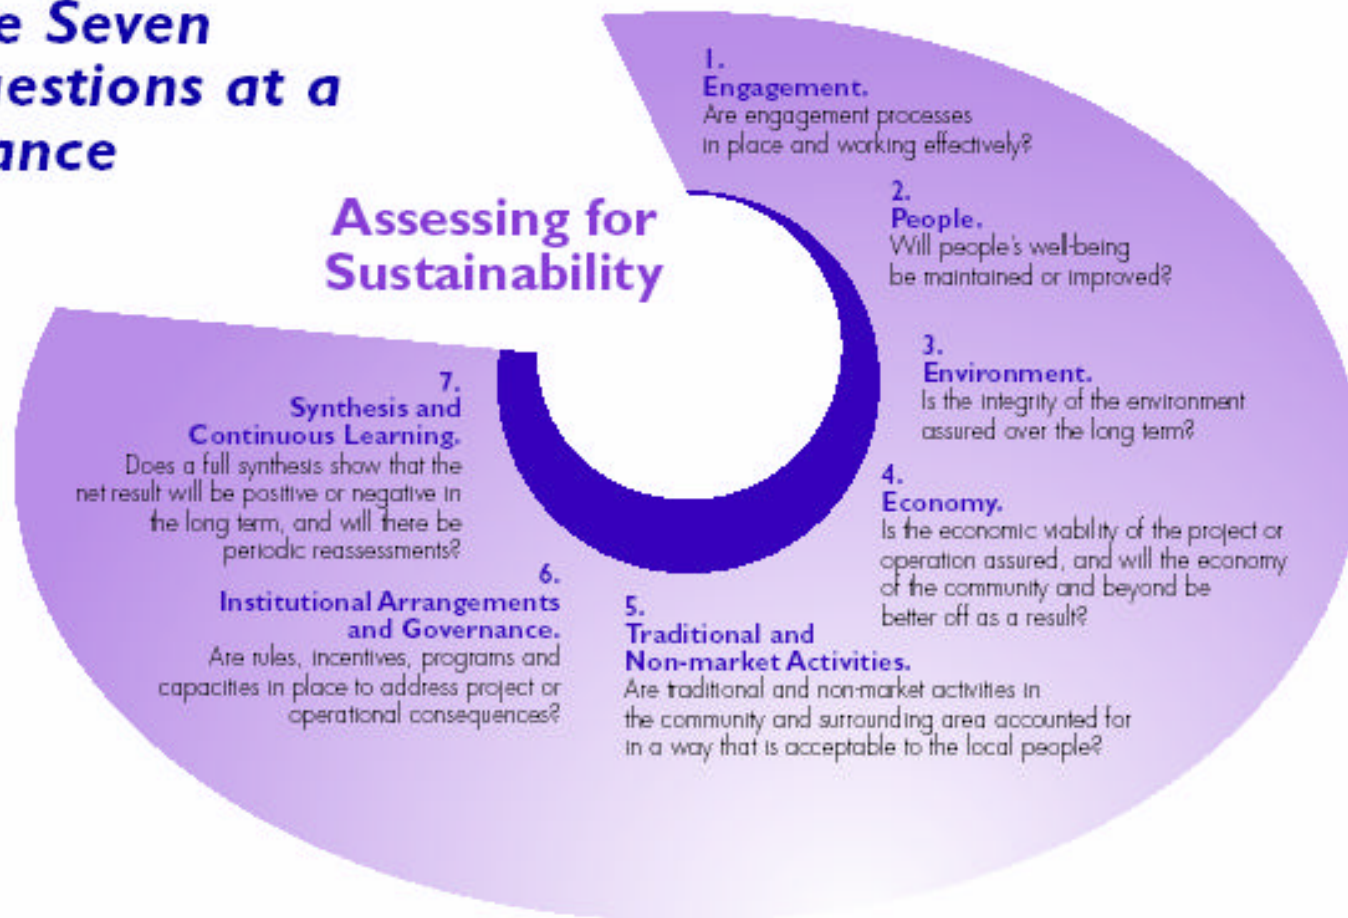 e Seven
estions at a
ance
Assessing for
Sustainability
1.
Engagement.
Are engagement processes
in place and working effectively?
2.
People.
Will people's well-being
be maintained or improved?
3.
Environment.
Is the integrity of the environment
assured over the long term?
4.
Economy.
Is the economic viability of the project or
operation assured, and will the economy
of the community and beyond be
better off as a result?
5.
Traditional and
Non-market Activities.
Are traditional and non-market activities in
the community and surrounding area accounted for
in a way that is acceptable to the local people?
6.
Institutional Arrangements
and Governance.
Are rules, incentives, programs and
capacities in place to address project or
operational consequences?
7.
Synthesis and
Continuous Learning.
Does a full synthesis show that the
net result will be positive or negative in
the long term, and will there be
periodic reassessments?